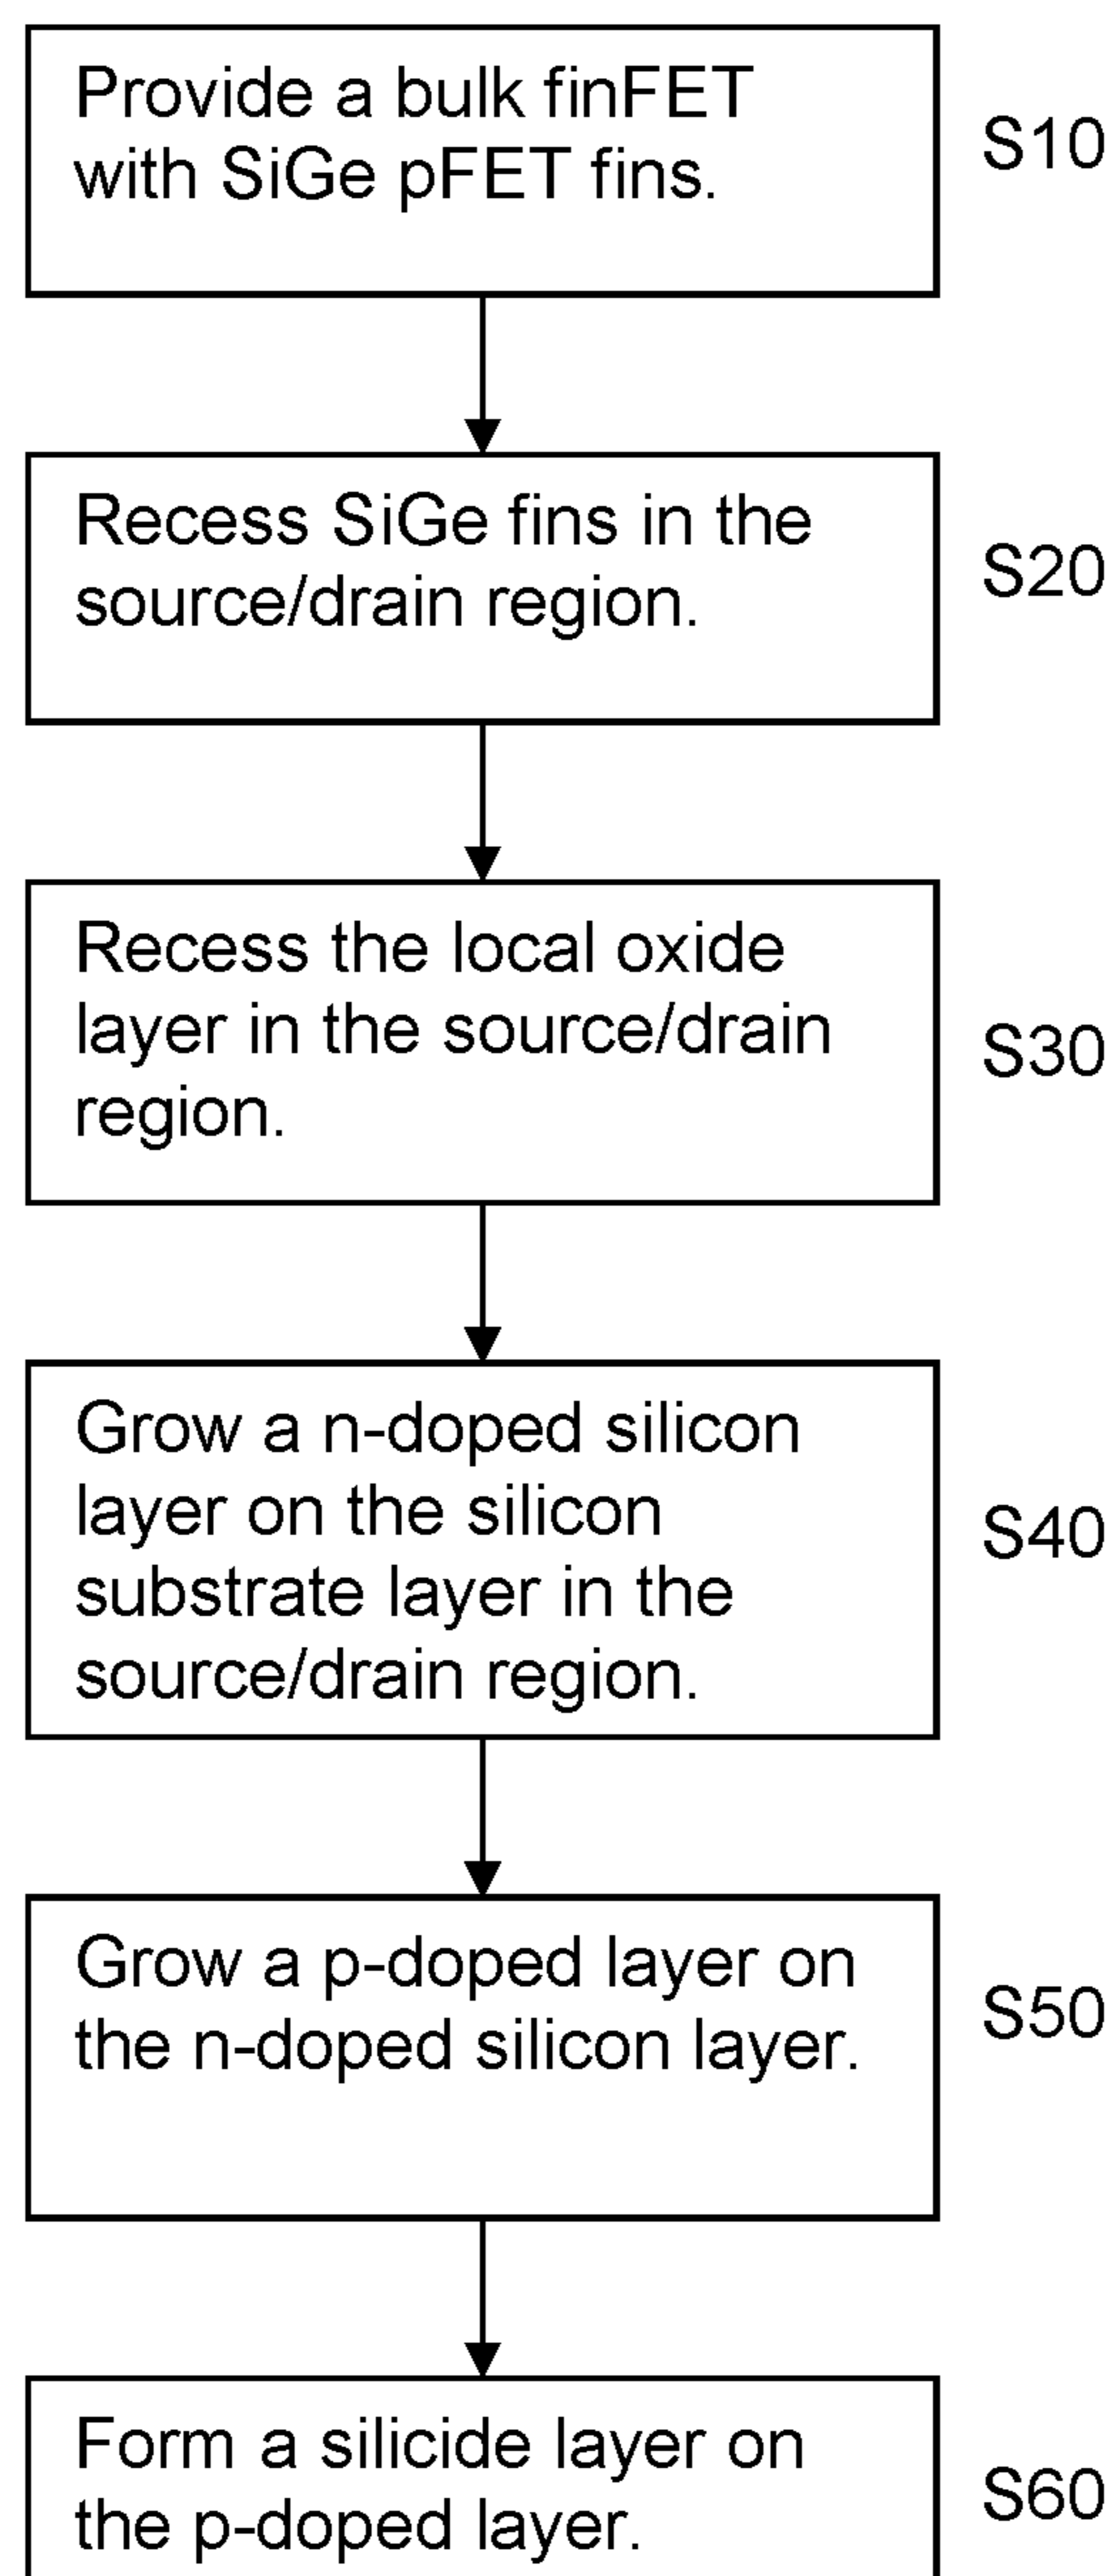 Provide a bulk finFET
with SiGe pFET fins.
S10
Recess SiGe fins in the
source/drain region.
S20
Recess the local oxide
layer in the source/drain
region.
S30
Grow a n-doped silicon
layer on the silicon
substrate layer in the
source/drain region.
S40
Grow a p-doped layer on
the n-doped silicon layer.
S50
Form a silicide layer on
the p-doped layer.
S60